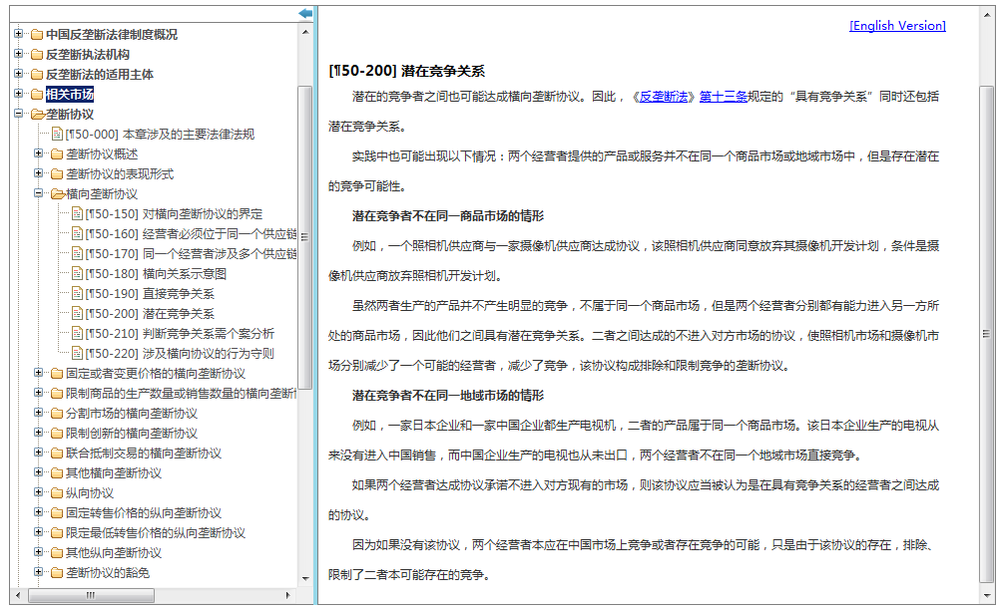 中国反垄断法律制度概况
反垄断执法机构
反垄断法的适用主体
相关市场
垄断协议
[¶50-000] 本章涉及的主要法律法规
垄断协议概述
垄断协议的表现形式
横向垄断协议
[¶50-150] 对横向垄断协议的界定
[¶50-160] 经营者必须位于同一个供应链
[¶50-170] 同一个经营者涉及多个供应链
[¶50-180] 横向关系示意图
[¶50-190] 直接竞争关系
[¶50-200] 潜在竞争关系
[¶50-210] 判断竞争关系需个案分析
[¶50-220] 涉及横向协议的行为守则
固定或者变更价格的横向垄断协议
限制商品的生产数量或销售数量的横向垄断
分割市场的横向垄断协议
限制创新的横向垄断协议
联合抵制交易的横向垄断协议
其他横向垄断协议
纵向协议
固定转售价格的纵向垄断协议
限定最低转售价格的纵向垄断协议
其他纵向垄断协议
垄断协议的豁免
[English Version]
[¶50-200] 潜在竞争关系
潜在的竞争者之间也可能达成横向垄断协议。因此，《反垄断法》第十三条规定的“具有竞争关系”同时还包括
潜在竞争关系。
实践中也可能出现以下情况：两个经营者提供的产品或服务并不在同一个商品市场或地域市场中，但是存在潜在
的竞争可能性。
潜在竞争者不在同一商品市场的情形
例如，一个照相机供应商与一家摄像机供应商达成协议，该照相机供应商同意放弃其摄像机开发计划，条件是摄
像机供应商放弃照相机开发计划。
虽然两者生产的产品并不产生明显的竞争，不属于同一个商品市场，但是两个经营者分别都有能力进入另一方所
处的商品市场，因此他们之间具有潜在竞争关系。二者之间达成的不进入对方市场的协议，使照相机市场和摄像机市
场分别减少了一个可能的经营者，减少了竞争，该协议构成排除和限制竞争的垄断协议。
潜在竞争者不在同一地域市场的情形
例如，一家日本企业和一家中国企业都生产电视机，二者的产品属于同一个商品市场。该日本企业生产的电视从
来没有进入中国销售，而中国企业生产的电视也从未出口，两个经营者不在同一个地域市场直接竞争。
如果两个经营者达成协议承诺不进入对方现有的市场，则该协议应当被认为是在具有竞争关系的经营者之间达成
的协议。
因为如果没有该协议，两个经营者本应在中国市场上竞争或者存在竞争的可能，只是由于该协议的存在，排除、
限制了二者本可能存在的竞争。